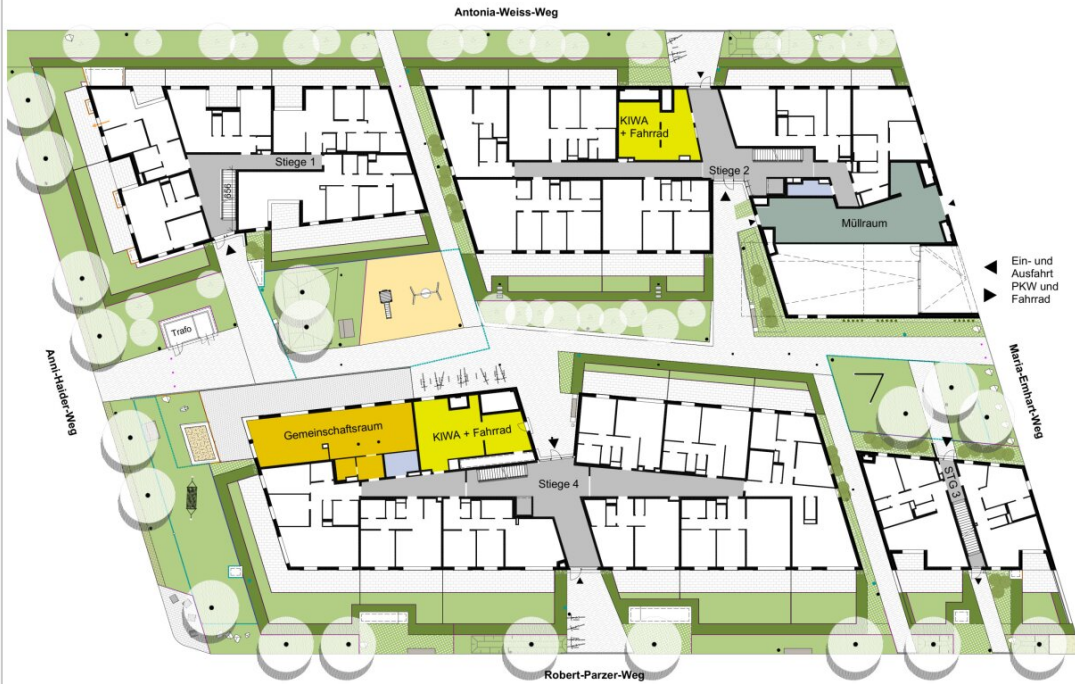 Antonia-Weiss-Weg
KIWA
+ Fahrrad
Stiege 1
Stiege 2
656
Müllraum
Ein- und
Ausfahrt
PKW und
Fahrrad
Trafo
Anni-Haider-Weg
Maria-Emhart-Weg
Gemeinschaftsraum
KIWA + Fahrrad
Stiege 4
STG 3
Robert-Parzer-Weg